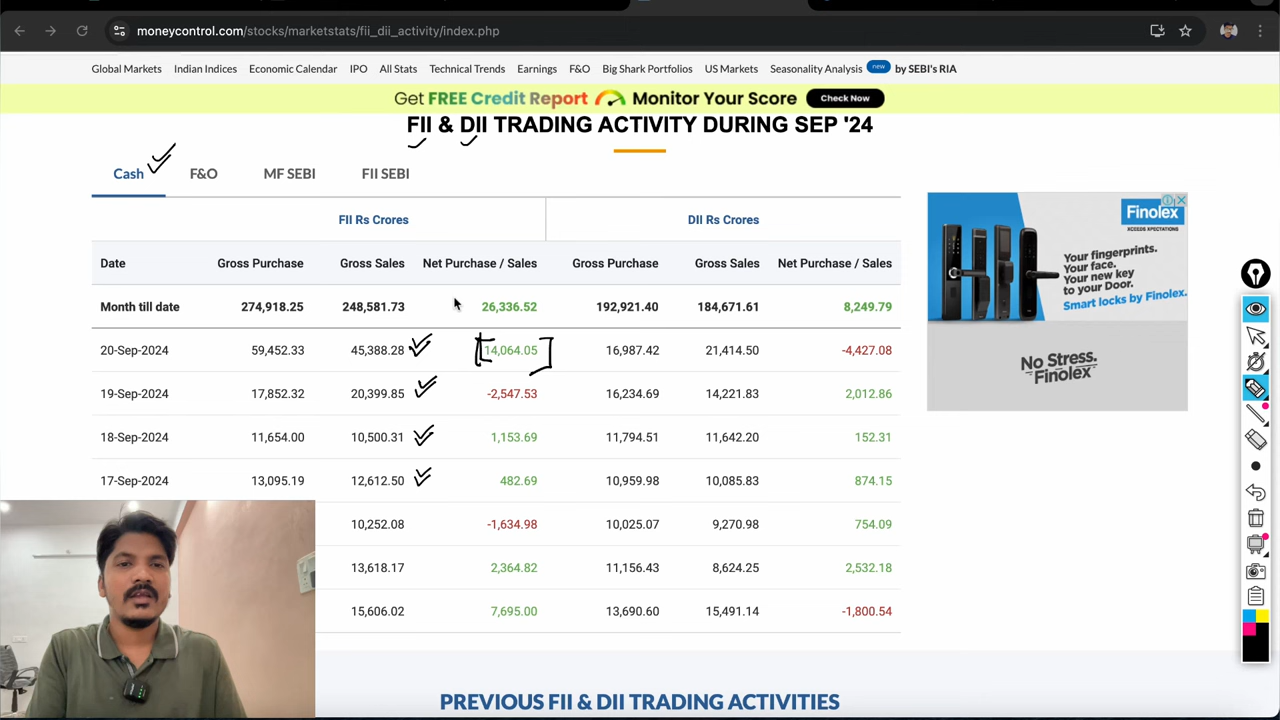 moneycontrol.com/stocks/marketstats/fii_dii_activity/index.php
Global Markets Indian Indices Economic Calendar IPO All Stats Technical Trends Earnings F&O Big Shark Portfolios US Markets Seasonality Analysis new by SEBI's RIA
Get FREE Credit Report Monitor Your Score Check Now
FII & DII TRADING ACTIVITY DURING SEP '24
Cash F&O MF SEBI FII SEBI
FII Rs Crores DII Rs Crores
Date Gross Purchase Gross Sales Net Purchase / Sales Gross Purchase Gross Sales Net Purchase / Sales
Month till date 274,918.25 248,581.73 26,336.52 192,921.40 184,671.61 8,249.79
20-Sep-2024 59,452.33 45,388.28 14,064.05 16,987.42 21,414.50 -4,427.08
19-Sep-2024 17,852.32 20,399.85 -2,547.53 16,234.69 14,221.83 2,012.86
18-Sep-2024 11,654.00 10,500.31 1,153.69 11,794.51 11,642.20 152.31
17-Sep-2024 13,095.19 12,612.50 482.69 10,959.98 10,085.83 874.15
10,252.08 -1,634.98 10,025.07 9,270.98 754.09
13,618.17 2,364.82 11,156.43 8,624.25 2,532.18
15,606.02 7,695.00 13,690.60 15,491.14 -1,800.54
PREVIOUS FII & DII TRADING ACTIVITIES
Finolex
XCEEDS XPECTATIONS
Your fingerprints.
Your face.
Your new key
to your Door.
Smart locks by Finolex.
No Stress.
Finolex